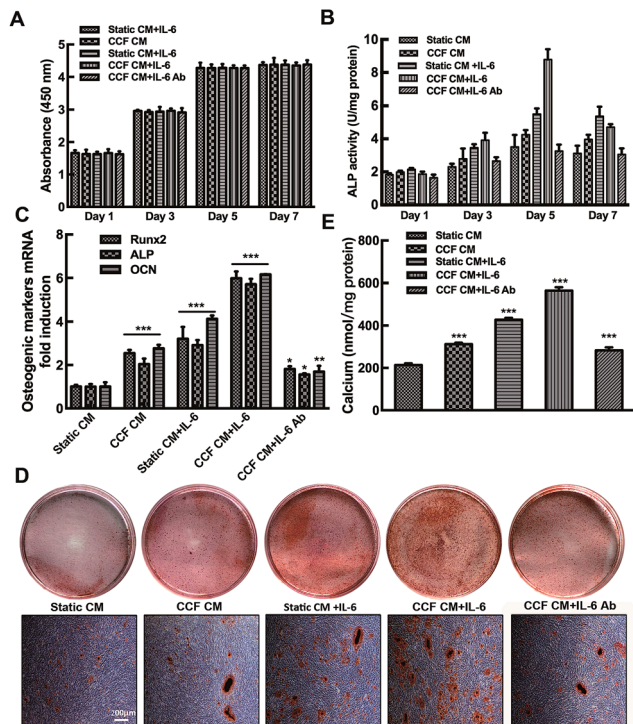 A
Static CM+IL-6
CCF CM
Static CM+IL-6
CCF CM+IL-6
CCF CM+IL-6 Ab
Absorbance (450 nm)
5
4
3
2
1
0
Day 1 Day 3 Day 5 Day 7
B
Static CM
CCF CM
Static CM +IL-6
CCF CM+IL-6
CCF CM+IL-6 Ab
ALP activity (U/mg protein)
10
8
6
4
2
0
Day 1 Day 3 Day 5 Day 7
C
Runx2
ALP
OCN
Osteogenic markers mRNA
fold induction
8
6
4
2
0
*** *** *** * * **
Static CM
CCF CM
Static CM+IL-6
CCF CM+IL-6
CCF CM+IL-6 Ab
E
Static CM
CCF CM
Static CM+IL-6
CCF CM+IL-6
CCF CM+IL-6 Ab
Calcium (nmol/mg protein)
800
600
400
200
0
*** *** *** ***
D
Static CM CCF CM Static CM +IL-6 CCF CM+IL-6 CCF CM+IL-6 Ab
200μm